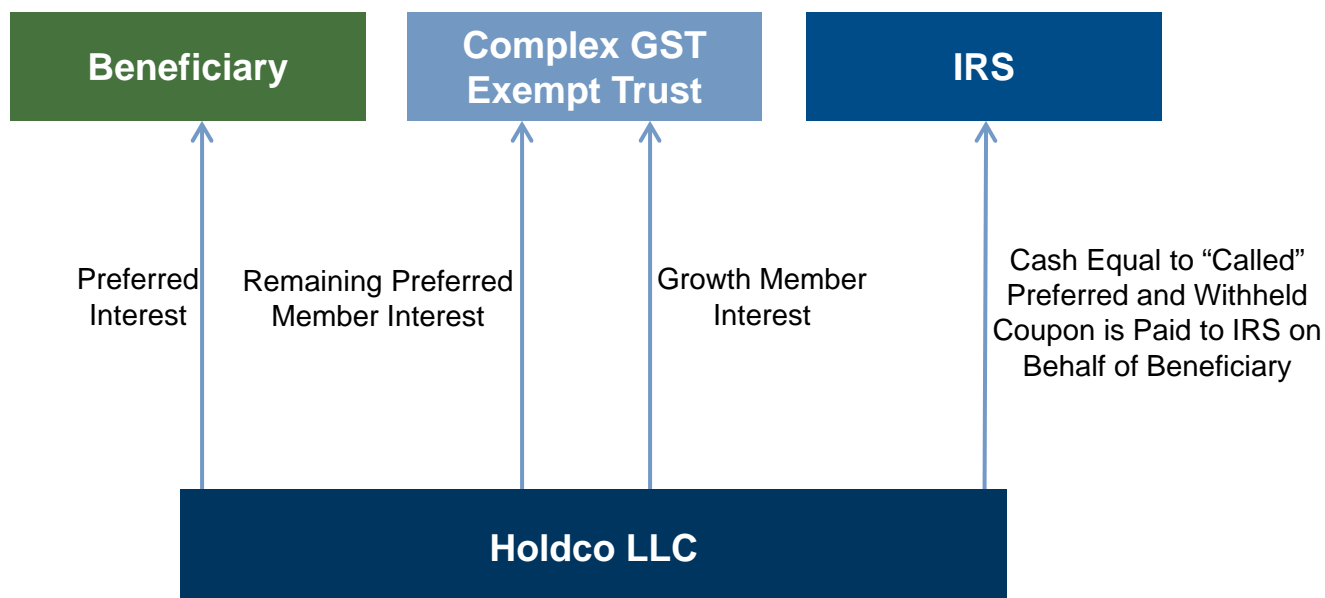 Beneficiary
Complex GST
Exempt Trust
IRS
Preferred
Interest
Remaining Preferred
Member Interest
Growth Member
Interest
Cash Equal to “Called”
Preferred and Withheld
Coupon is Paid to IRS on
Behalf of Beneficiary
Holdco LLC